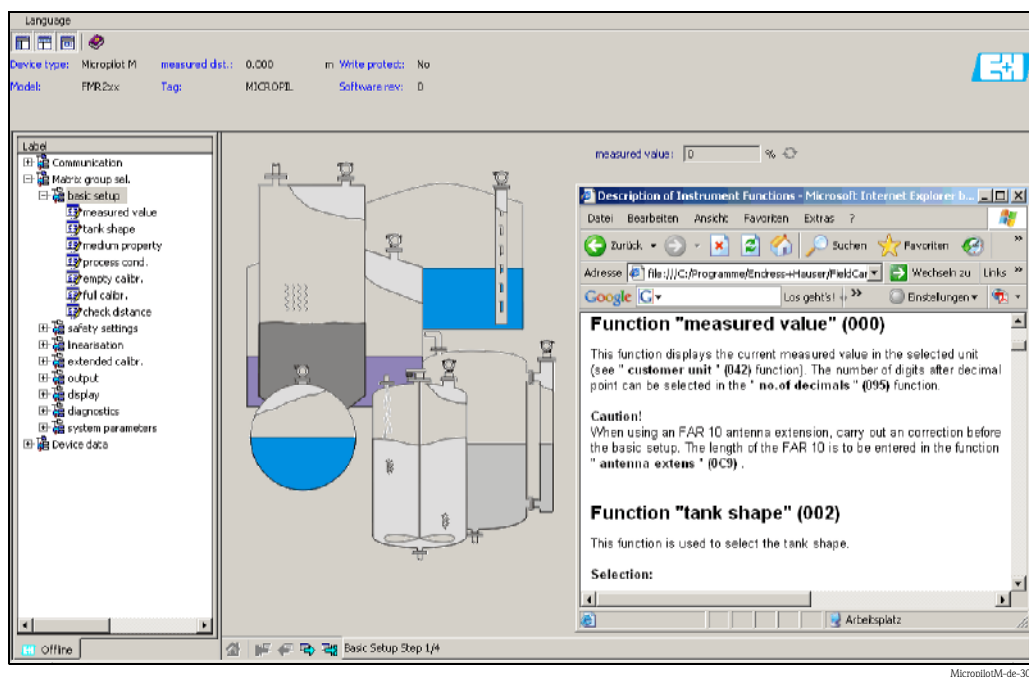 Language
Device type: Micropilot M measured dist.: 0.000 m Write protect: No
Model: FMR2xx Tag: MICROPIL Software rev: 0
E+H
Label
Communication
Matrix group sel.
basic setup
measured value
tank shape
medium property
process cond.
empty calibr.
full calibr.
check distance
safety settings
linearisation
extended calibr.
output
display
diagnostics
system parameters
Device data
Offline
measured value: 0 %
Description of Instrument Functions - Microsoft Internet Explorer b...
Datei Bearbeiten Ansicht Favoriten Extras ?
Zurück Suchen Favoriten
Adresse file:///C:/Programme/Endress+Hauser/FieldCar Wechseln zu Links
Google G Los geht's! Einstellungen
Function "measured value" (000)
This function displays the current measured value in the selected unit
(see " customer unit " (042) function). The number of digits after decimal
point can be selected in the " no.of decimals " (095) function.
Caution!
When using an FAR 10 antenna extension, carry out an correction before
the basic setup. The length of the FAR 10 is to be entered in the function
" antenna extens " (0C9) .
Function "tank shape" (002)
This function is used to select the tank shape.
Selection:
Arbeitsplatz
Basic Setup Step 1/4
MicropilotM-de-30